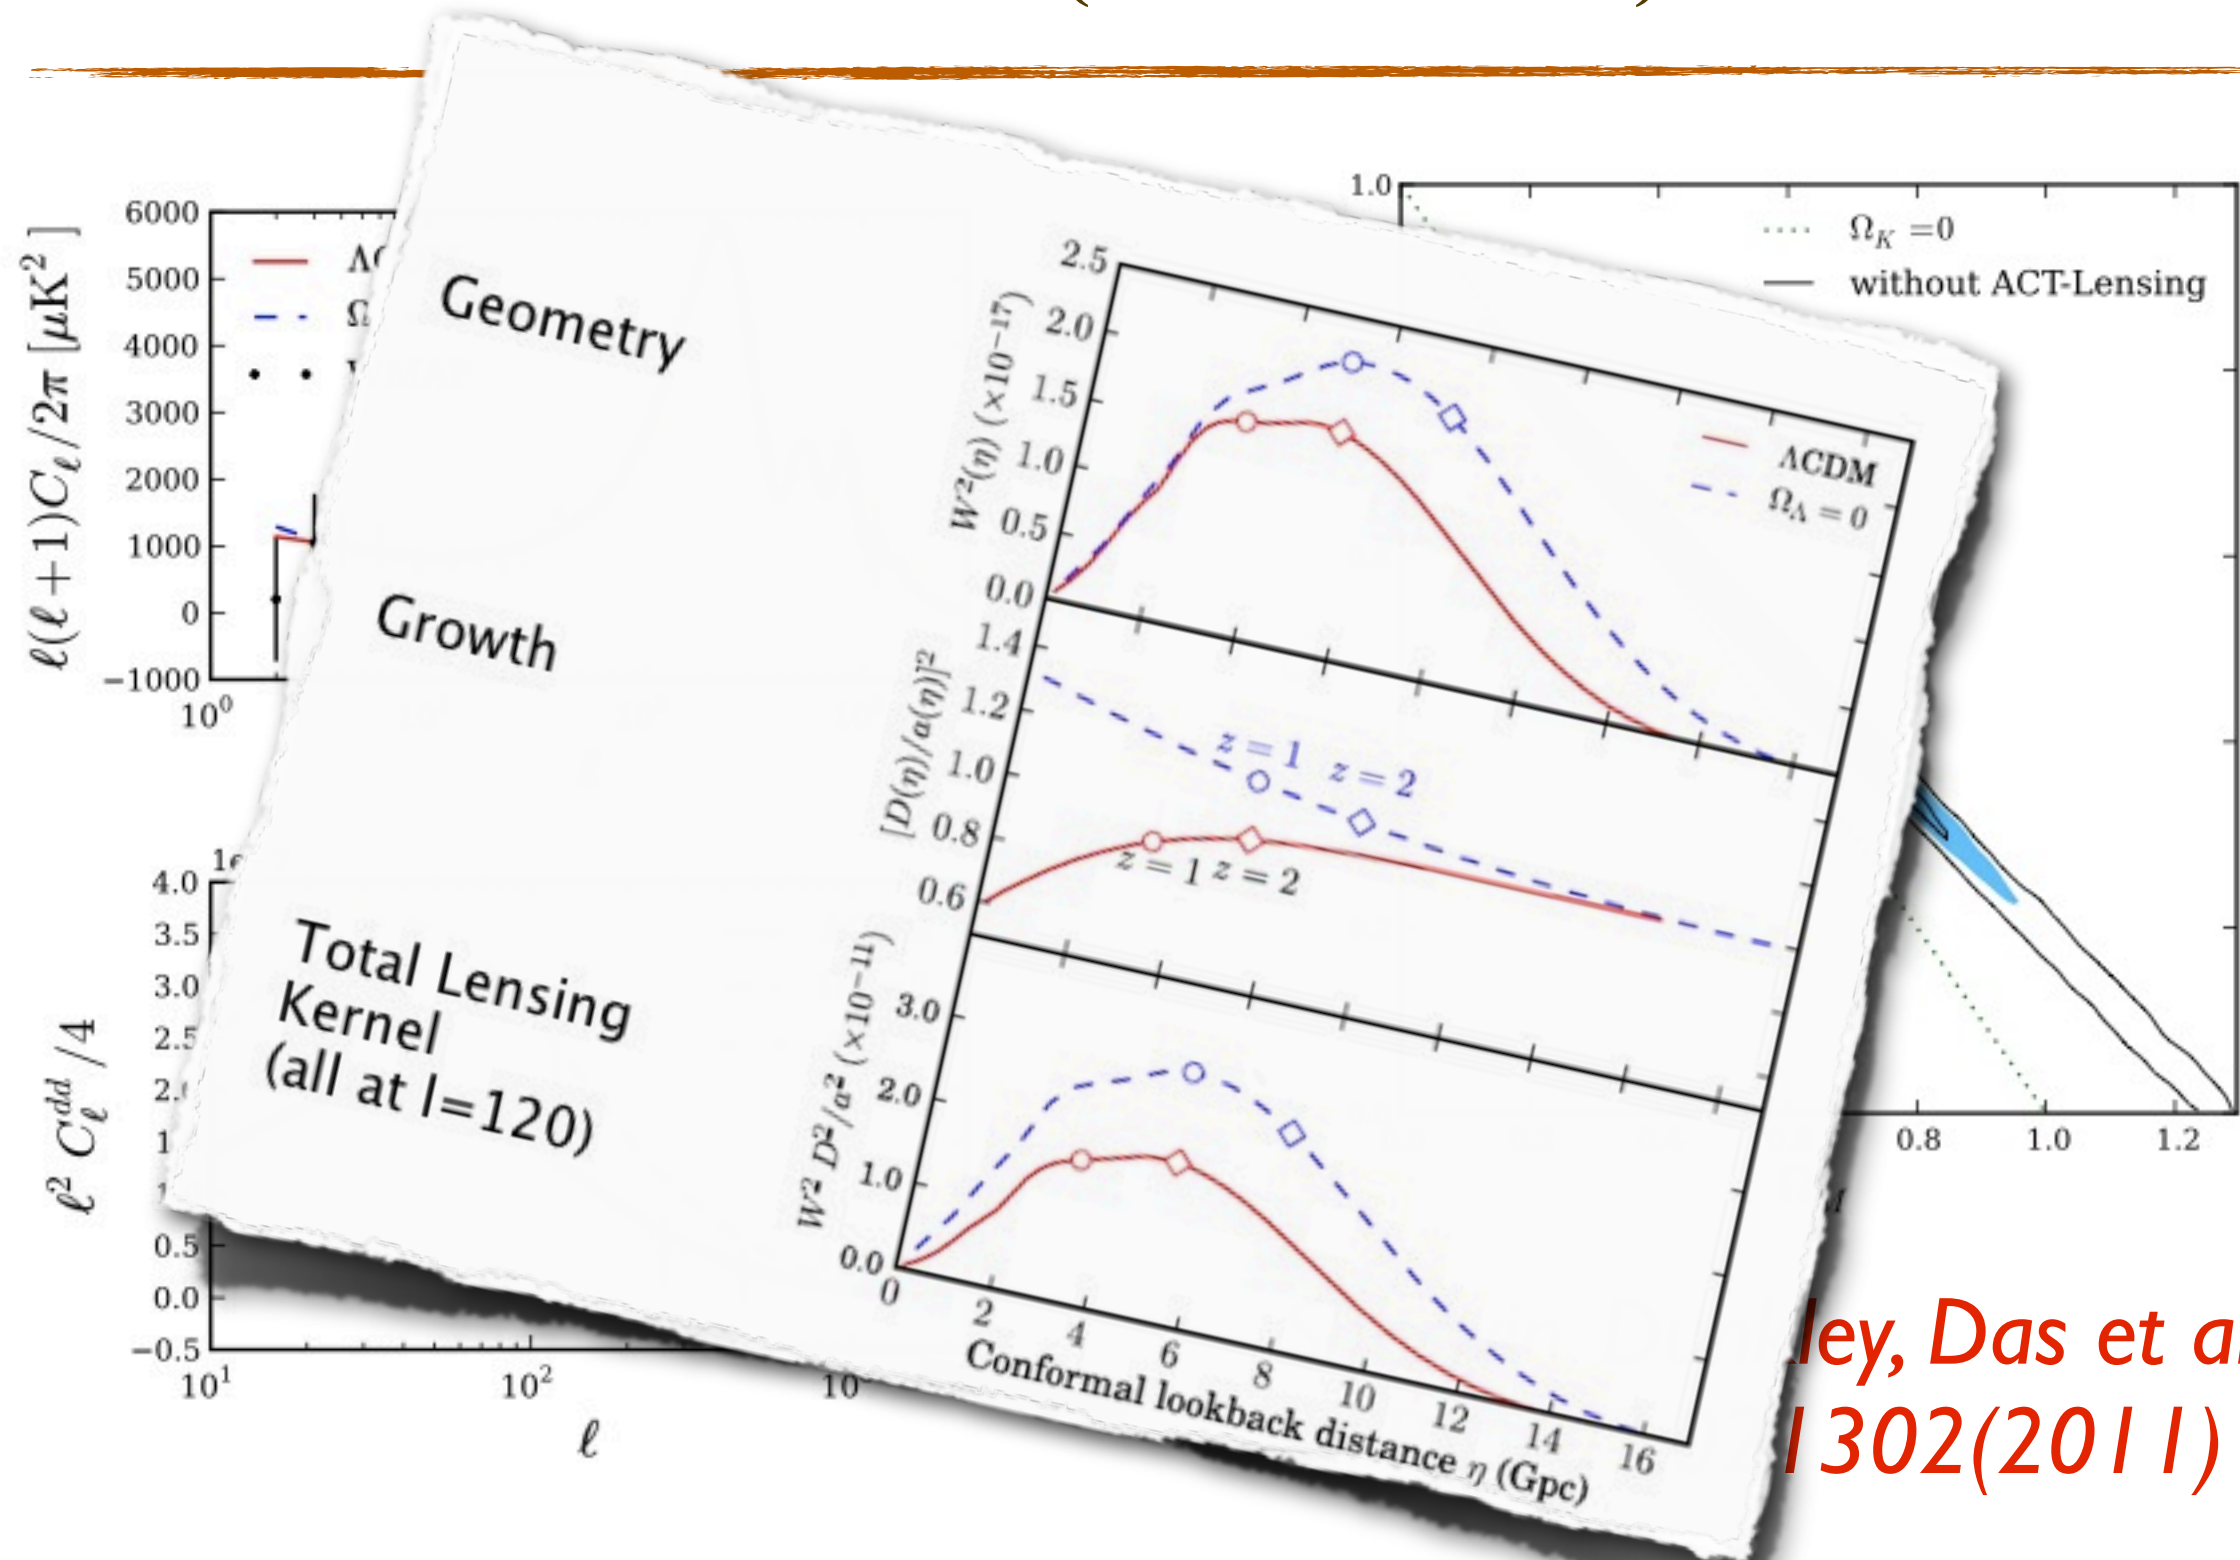 6000
5000
4000
3000
2000
1000
0
−1000
10⁰
ℓ(ℓ+1)C_ℓ/2π [μK²]
4.0
3.5
3.0
2.5
0.5
0.0
−0.5
10¹
10²
10
ℓ
ℓ² C_ℓ^{dd} /4
Geometry
Growth
Total Lensing
Kernel
(all at l=120)
W²(η) (×10⁻¹⁷)
2.5
2.0
1.5
1.0
0.5
0.0
ΛCDM
Ω_Λ = 0
[D(η)/a(η)]²
1.4
1.2
1.0
0.8
0.6
z = 1
z = 2
z = 1
z = 2
W² D²/a² (×10⁻¹¹)
3.0
2.0
1.0
0.0
0
2
4
6
8
10
12
14
16
Conformal lookback distance η (Gpc)
1.0
Ω_K =0
without ACT-Lensing
0.8
1.0
1.2
ley, Das et a
1302(2011)